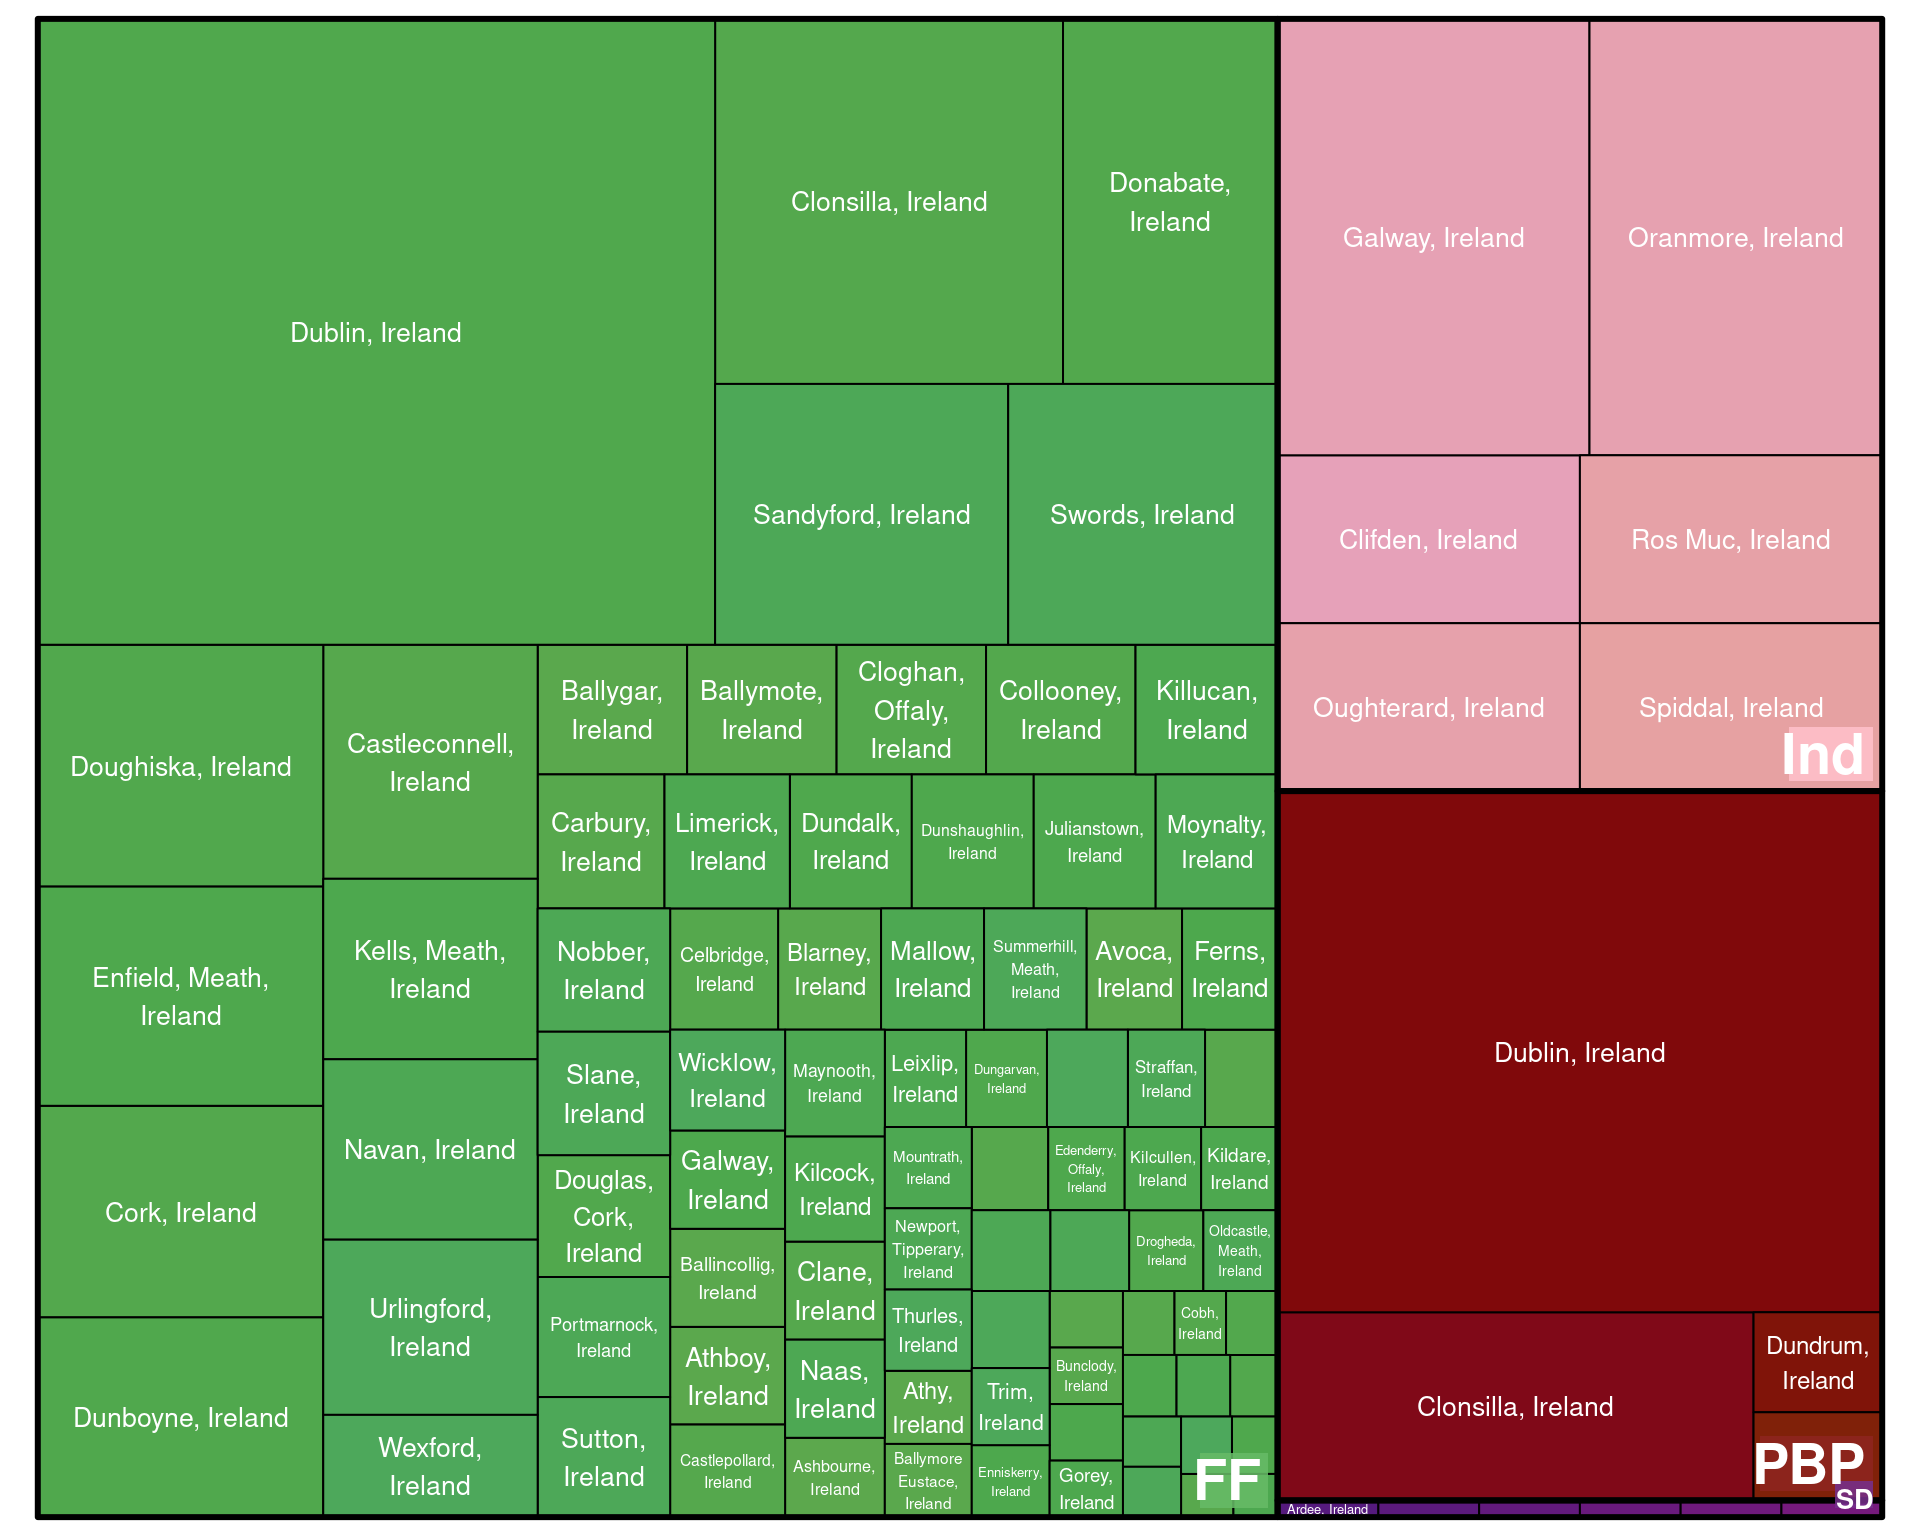 Dublin, Ireland
Clonsilla, Ireland
Donabate,
Ireland
Sandyford, Ireland
Swords, Ireland
Doughiska, Ireland
Enfield, Meath,
Ireland
Cork, Ireland
Dunboyne, Ireland
Castleconnell,
Ireland
Kells, Meath,
Ireland
Navan, Ireland
Urlingford,
Ireland
Wexford,
Ireland
Ballygar,
Ireland
Ballymote,
Ireland
Cloghan,
Offaly,
Ireland
Collooney,
Ireland
Killucan,
Ireland
Carbury,
Ireland
Limerick,
Ireland
Dundalk,
Ireland
Dunshaughlin,
Ireland
Julianstown,
Ireland
Moynalty,
Ireland
Nobber,
Ireland
Slane,
Ireland
Douglas,
Cork,
Ireland
Portmarnock,
Ireland
Sutton,
Ireland
Celbridge,
Ireland
Blarney,
Ireland
Mallow,
Ireland
Summerhill,
Meath,
Ireland
Avoca,
Ireland
Ferns,
Ireland
Wicklow,
Ireland
Galway,
Ireland
Ballincollig,
Ireland
Athboy,
Ireland
Castlepollard,
Ireland
Maynooth,
Ireland
Kilcock,
Ireland
Clane,
Ireland
Naas,
Ireland
Ashbourne,
Ireland
Leixlip,
Ireland
Dungarvan,
Ireland
Straffan,
Ireland
Mountrath,
Ireland
Newport,
Tipperary,
Ireland
Thurles,
Ireland
Athy,
Ireland
Ballymore
Eustace,
Ireland
Edenderry,
Offaly,
Ireland
Kilcullen,
Ireland
Kildare,
Ireland
Drogheda,
Ireland
Oldcastle,
Meath,
Ireland
Trim,
Ireland
Enniskerry,
Ireland
Cobh,
Ireland
Bunclody,
Ireland
Gorey,
Ireland
FF
Galway, Ireland
Oranmore, Ireland
Clifden, Ireland
Ros Muc, Ireland
Oughterard, Ireland
Spiddal, Ireland
Ind
Dublin, Ireland
Clonsilla, Ireland
Dundrum,
Ireland
PBP
Ardee, Ireland
SD